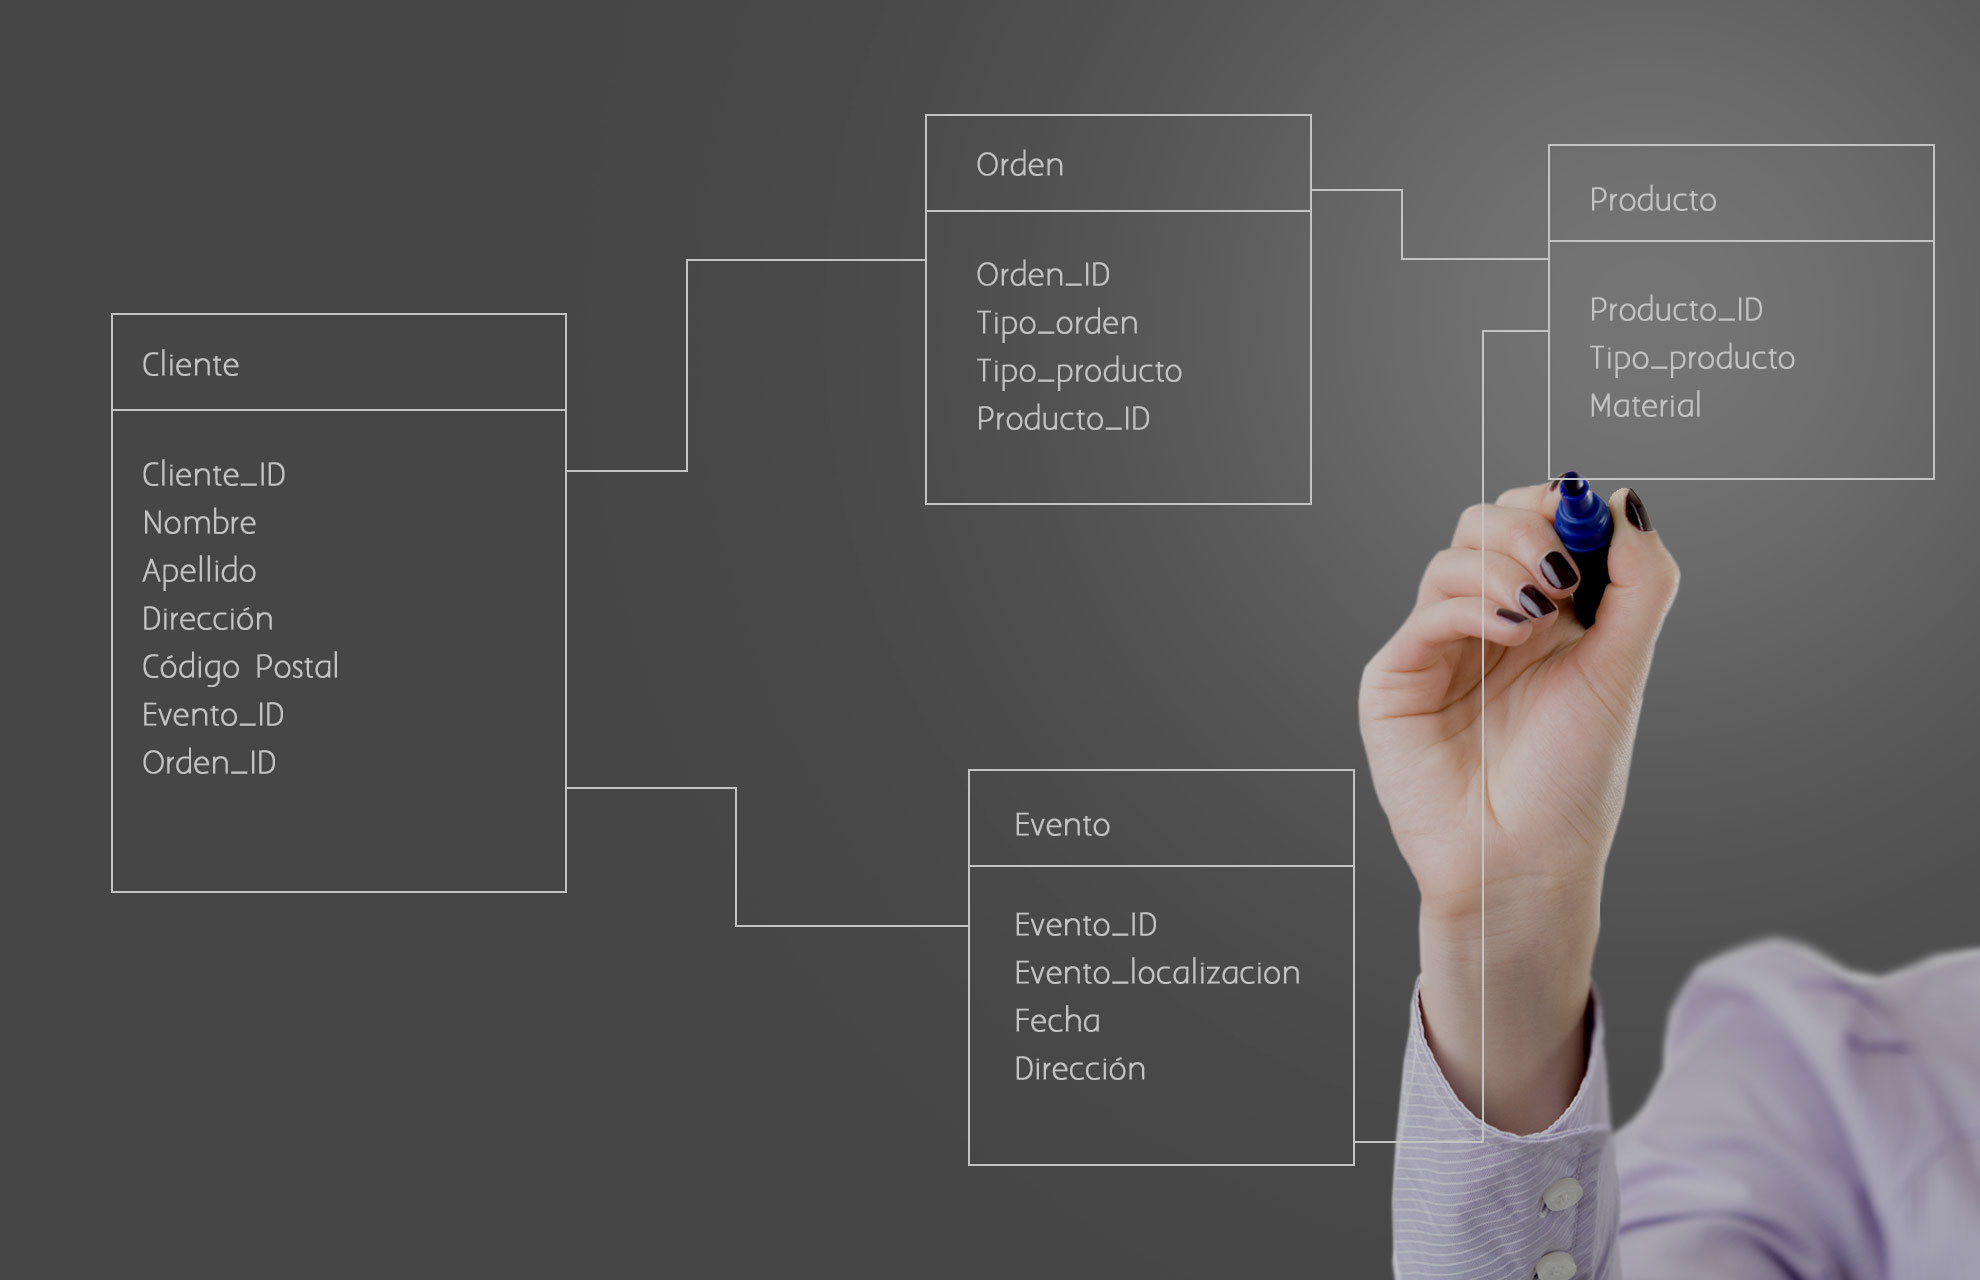 Cliente
Cliente_ID
Nombre
Apellido
Dirección
Código Postal
Evento_ID
Orden_ID
Orden
Orden_ID
Tipo_orden
Tipo_producto
Producto_ID
Producto
Producto_ID
Tipo_producto
Material
Evento
Evento_ID
Evento_localizacion
Fecha
Dirección